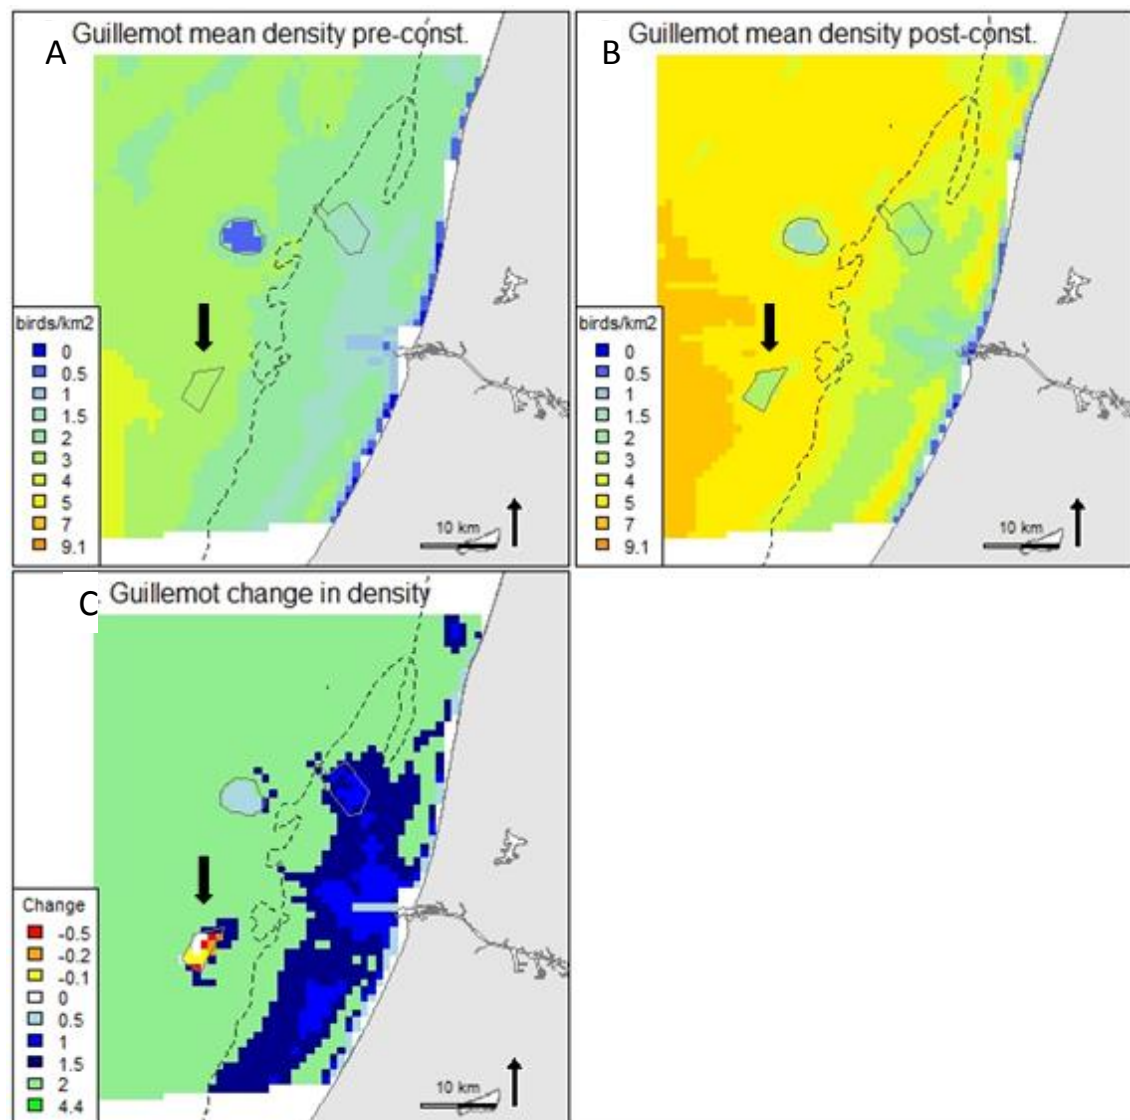 A
Guillemot mean density pre-const.
birds/km2
0
0.5
1
1.5
2
3
4
5
7
9.1
10 km
B
Guillemot mean density post-const.
birds/km2
0
0.5
1
1.5
2
3
4
5
7
9.1
10 km
C
Guillemot change in density
Change
-0.5
-0.2
-0.1
0
0.5
1
1.5
2
4.4
10 km